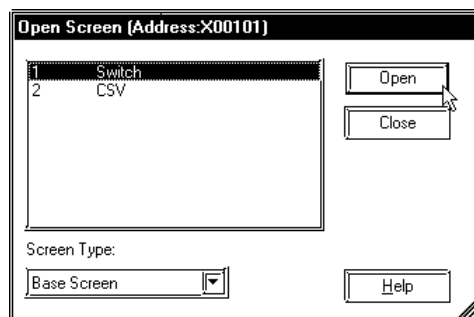 Open Screen (Address:X00101)
1 Switch
2 CSV
Open
Close
Screen Type:
Base Screen
Help